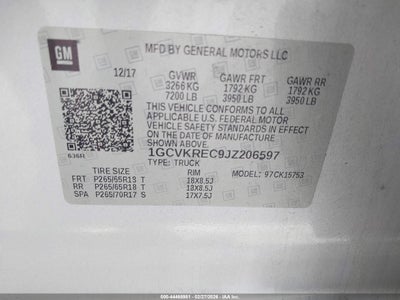 GM
MFD BY GENERAL MOTORS LLC
12/17 GVWR GAWR FRT GAWR RR
3266 KG 1792 KG 1792 KG
7200 LB 3950 LB 3950 LB
THIS VEHICLE CONFORMS TO ALL APPLICABLE
U.S. FEDERAL MOTOR VEHICLE SAFETY AND
THEFT PREVENTION STANDARDS IN EFFECT
ON THE DATE OF MANUFACTURE SHOWN ABOVE.
1GCVKREC9JZ206597
636R TYPE: TRUCK
TIRE SIZE RIM MODEL: 97CK15753
FRT P265/65R18 T 18X8.5J
RR P265/65R18 T 18X8.5J
SPA P265/70R17 S 17X7.5J